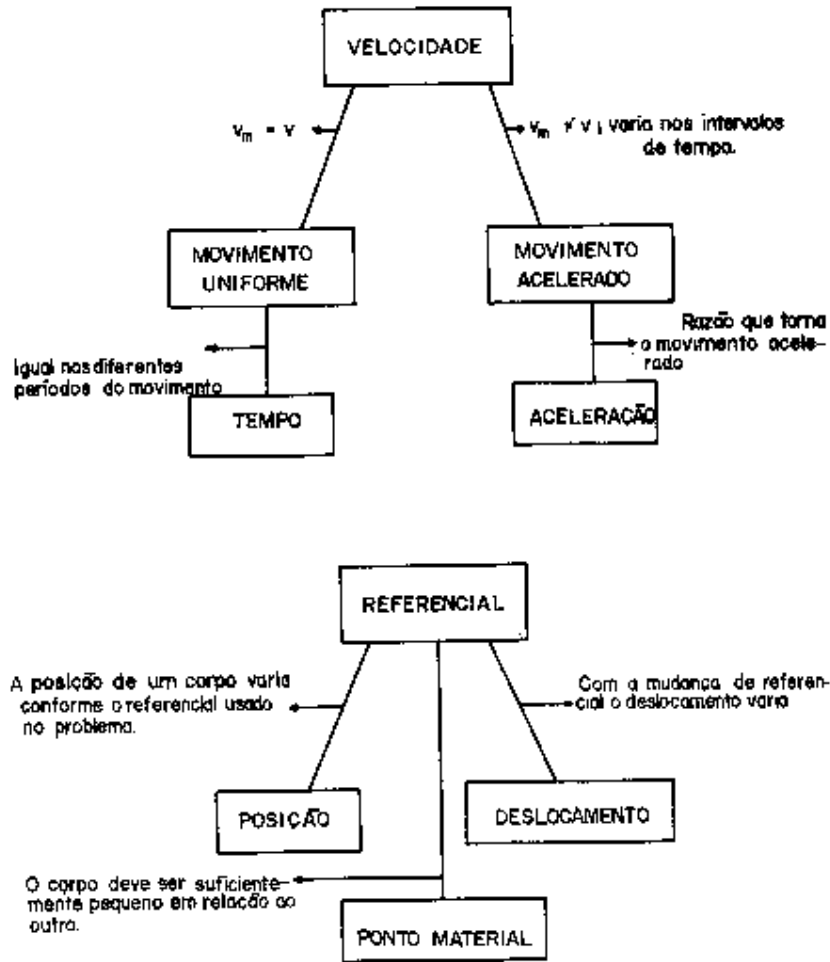 VELOCIDADE
vm = v
vm ≠ v ; varia nos intervalos
de tempo.
MOVIMENTO
UNIFORME
MOVIMENTO
ACELERADO
Razão que torna
o movimento acele-
rado
Igual nos diferentes
períodos do movimento
TEMPO
ACELERAÇÃO
REFERENCIAL
A posição de um corpo varia
conforme o referencial usado
no problema.
Com a mudança de referen-
cial o deslocamento varia
POSIÇÃO
DESLOCAMENTO
O corpo deve ser suficiente-
mente pequeno em relação ao
outro.
PONTO MATERIAL